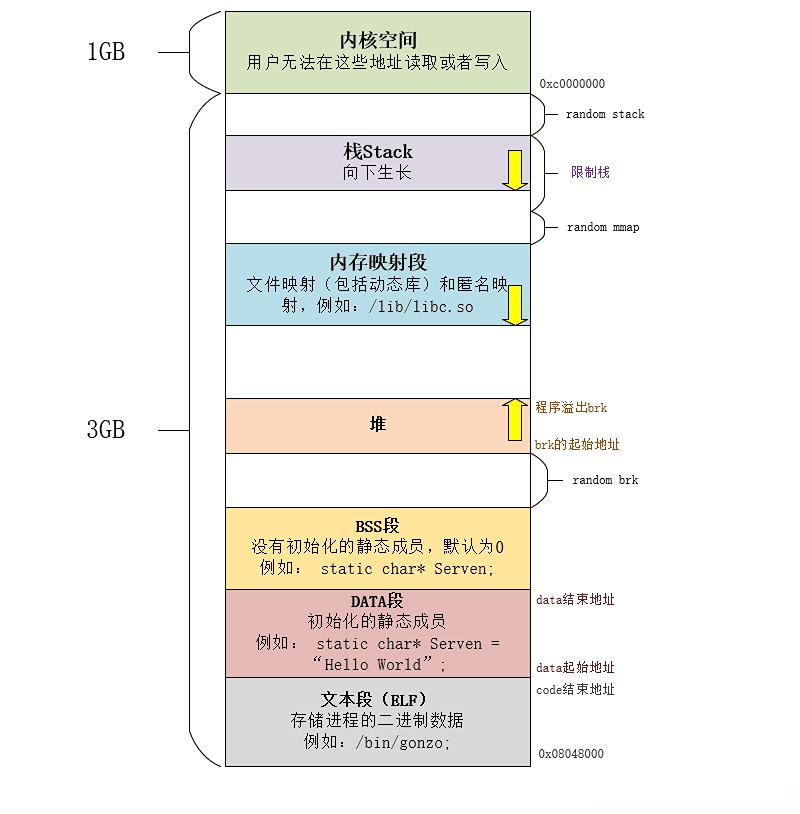 1GB
内核空间
用户无法在这些地址读取或者写入
0xc0000000
random stack
栈Stack
向下生长
限制栈
random mmap
内存映射段
文件映射（包括动态库）和匿名映
射，例如：/lib/libc.so
3GB
程序溢出brk
堆
brk的起始地址
random brk
BSS段
没有初始化的静态成员，默认为0
例如： static char* Serven;
DATA段
data结束地址
初始化的静态成员
例如： static char* Serven =
“Hello World”;
data起始地址
code结束地址
文本段（ELF）
存储进程的二进制数据
例如：/bin/gonzo;
0x08048000